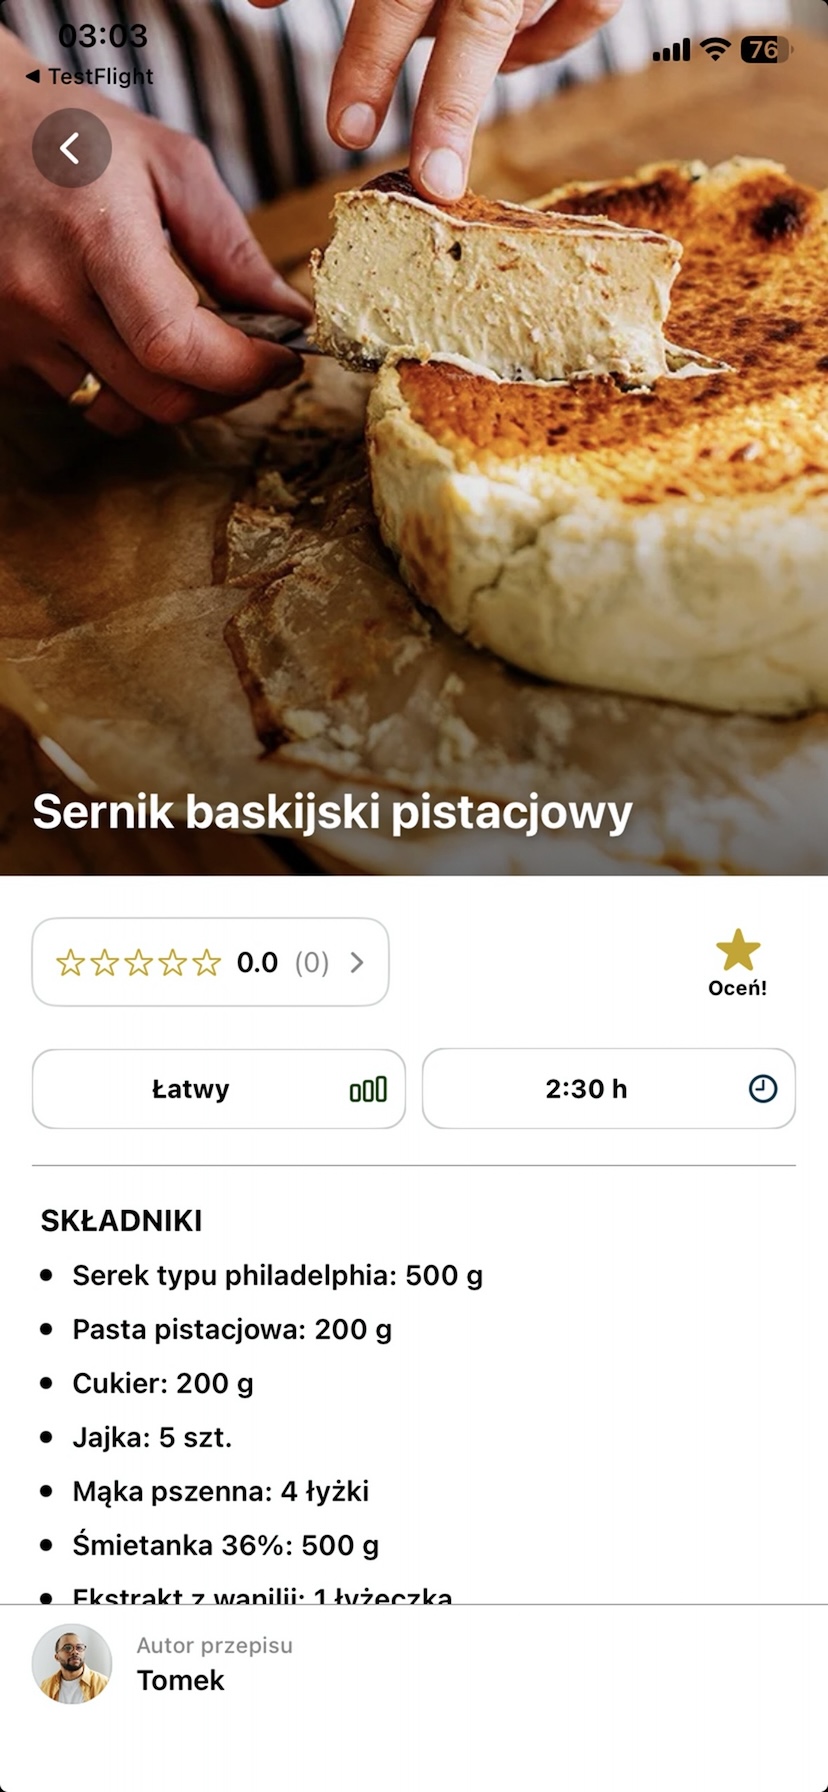 03:03
76
◀ TestFlight
Sernik baskijski pistacjowy
0.0 (0)
Oceń!
Łatwy
2:30 h
SKŁADNIKI
• Serek typu philadelphia: 500 g
• Pasta pistacjowa: 200 g
• Cukier: 200 g
• Jajka: 5 szt.
• Mąka pszenna: 4 łyżki
• Śmietanka 36%: 500 g
• Ekstrakt z wanilii: 1 łyżeczka
Autor przepisu
Tomek